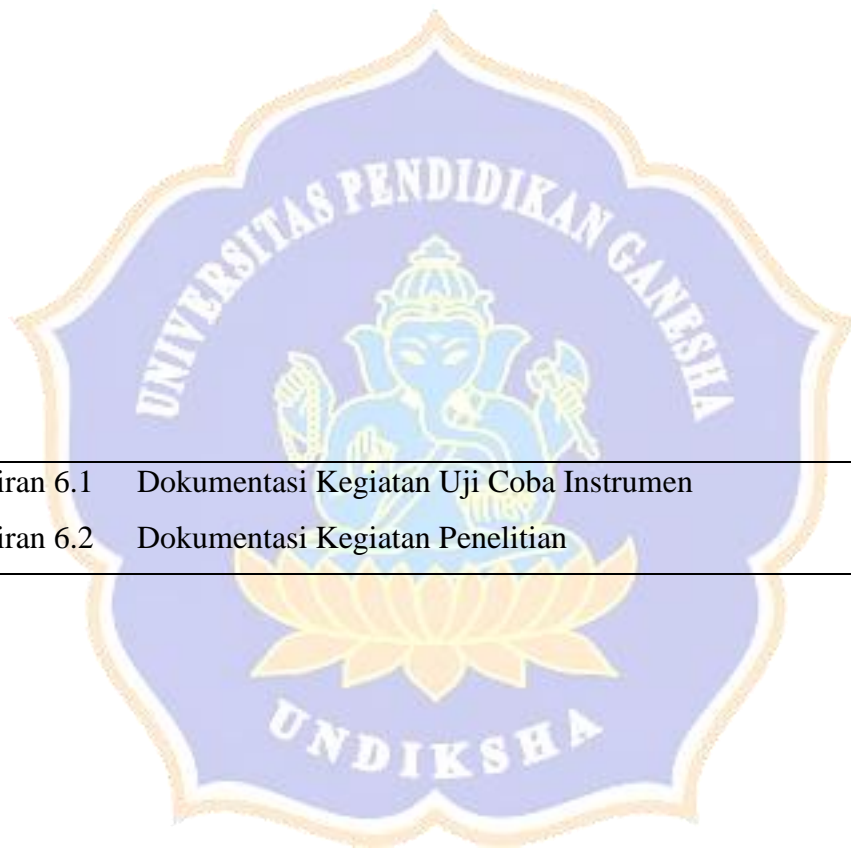 UNIVERSITAS PENDIDIKAN GANESHA
iran 6.1 Dokumentasi Kegiatan Uji Coba Instrumen
iran 6.2 Dokumentasi Kegiatan Penelitian
UNDIKSHA